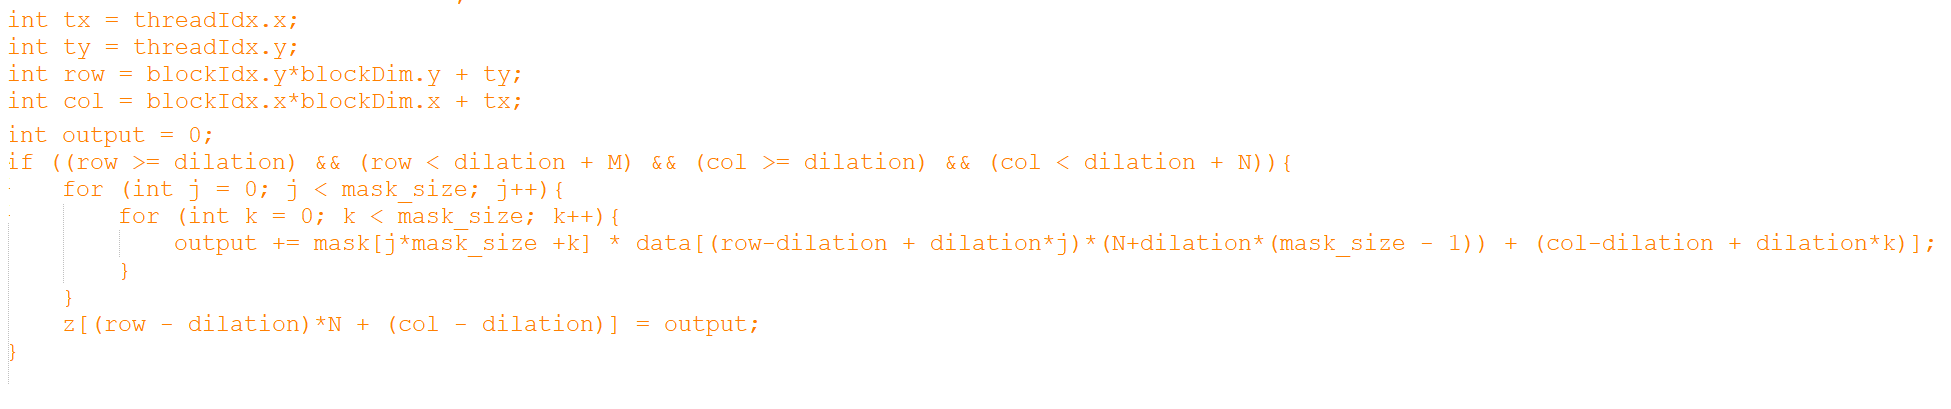 int tx = threadIdx.x;
int ty = threadIdx.y;
int row = blockIdx.y*blockDim.y + ty;
int col = blockIdx.x*blockDim.x + tx;
int output = 0;
if ((row >= dilation) && (row < dilation + M) && (col >= dilation) && (col < dilation + N)){
    for (int j = 0; j < mask_size; j++){
        for (int k = 0; k < mask_size; k++){
            output += mask[j*mask_size +k] * data[(row-dilation + dilation*j)*(N+dilation*(mask_size - 1)) + (col-dilation + dilation*k)];
        }
    }
    z[(row - dilation)*N + (col - dilation)] = output;
}